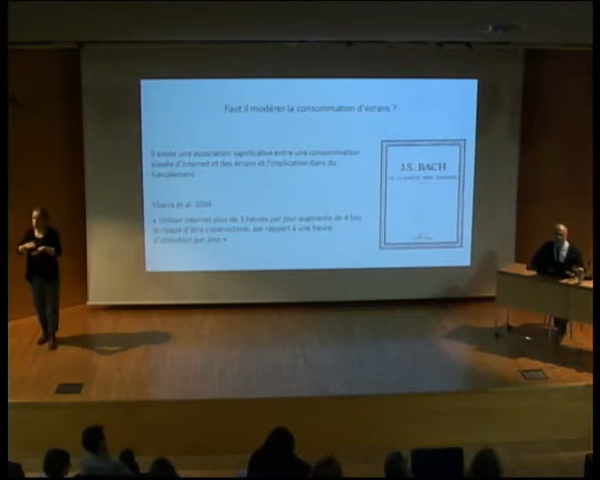 Faut il modérer la consommation d'écrans ?
Il existe une association significative entre une consommation
élevée d'internet et des écrans et l'implication dans du
harcèlement
Ybarra et al. 2004
« Utiliser internet plus de 3 heures par jour augmente de 4 fois
le risque d'être cybervictime, par rapport à une heure
d'utilisation par jour »
J.S. BACH